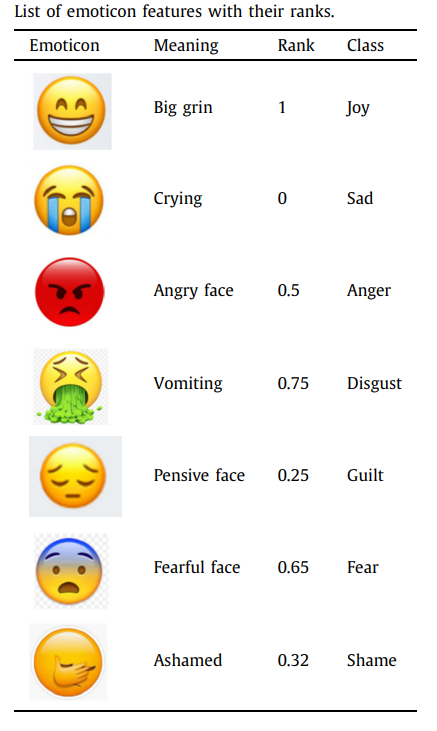 List of emoticon features with their ranks.
Emoticon Meaning Rank Class
Big grin 1 Joy
Crying 0 Sad
Angry face 0.5 Anger
Vomiting 0.75 Disgust
Pensive face 0.25 Guilt
Fearful face 0.65 Fear
Ashamed 0.32 Shame